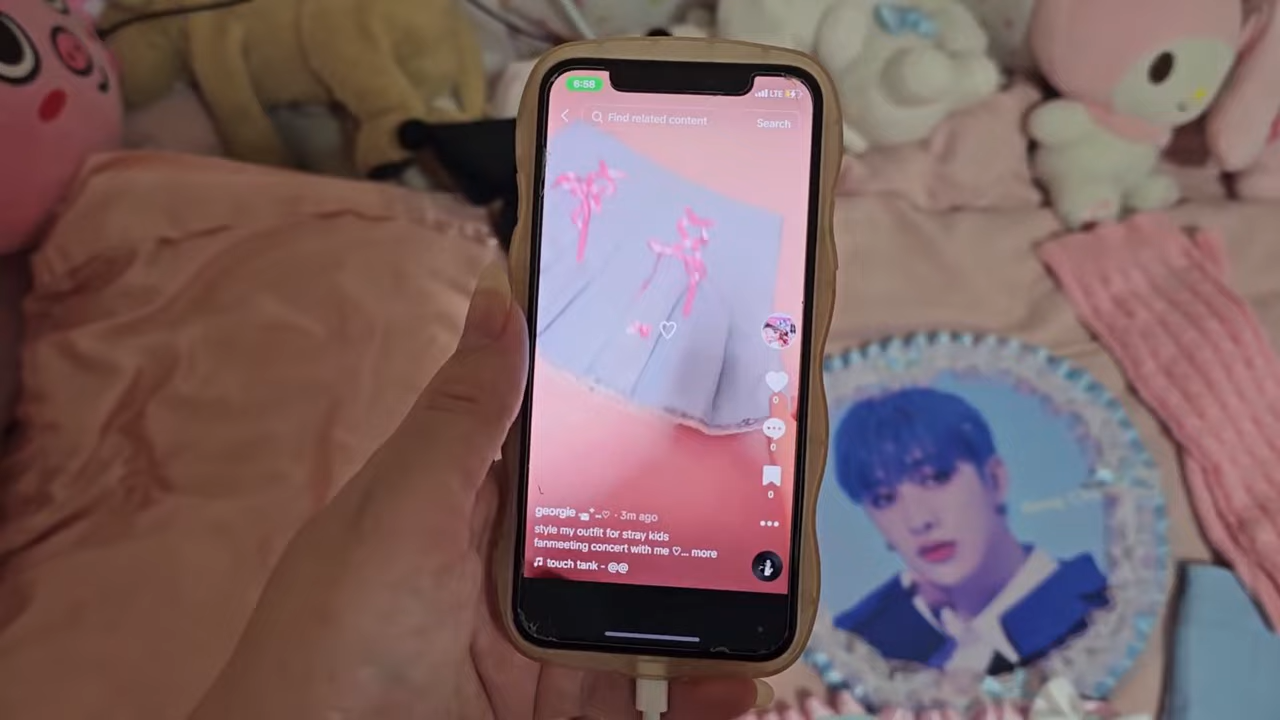 6:58
LTE
Find related content
Search
0
0
0
georgie · 3m ago
style my outfit for stray kids
fanmeeting concert with me ♡... more
touch tank - @@